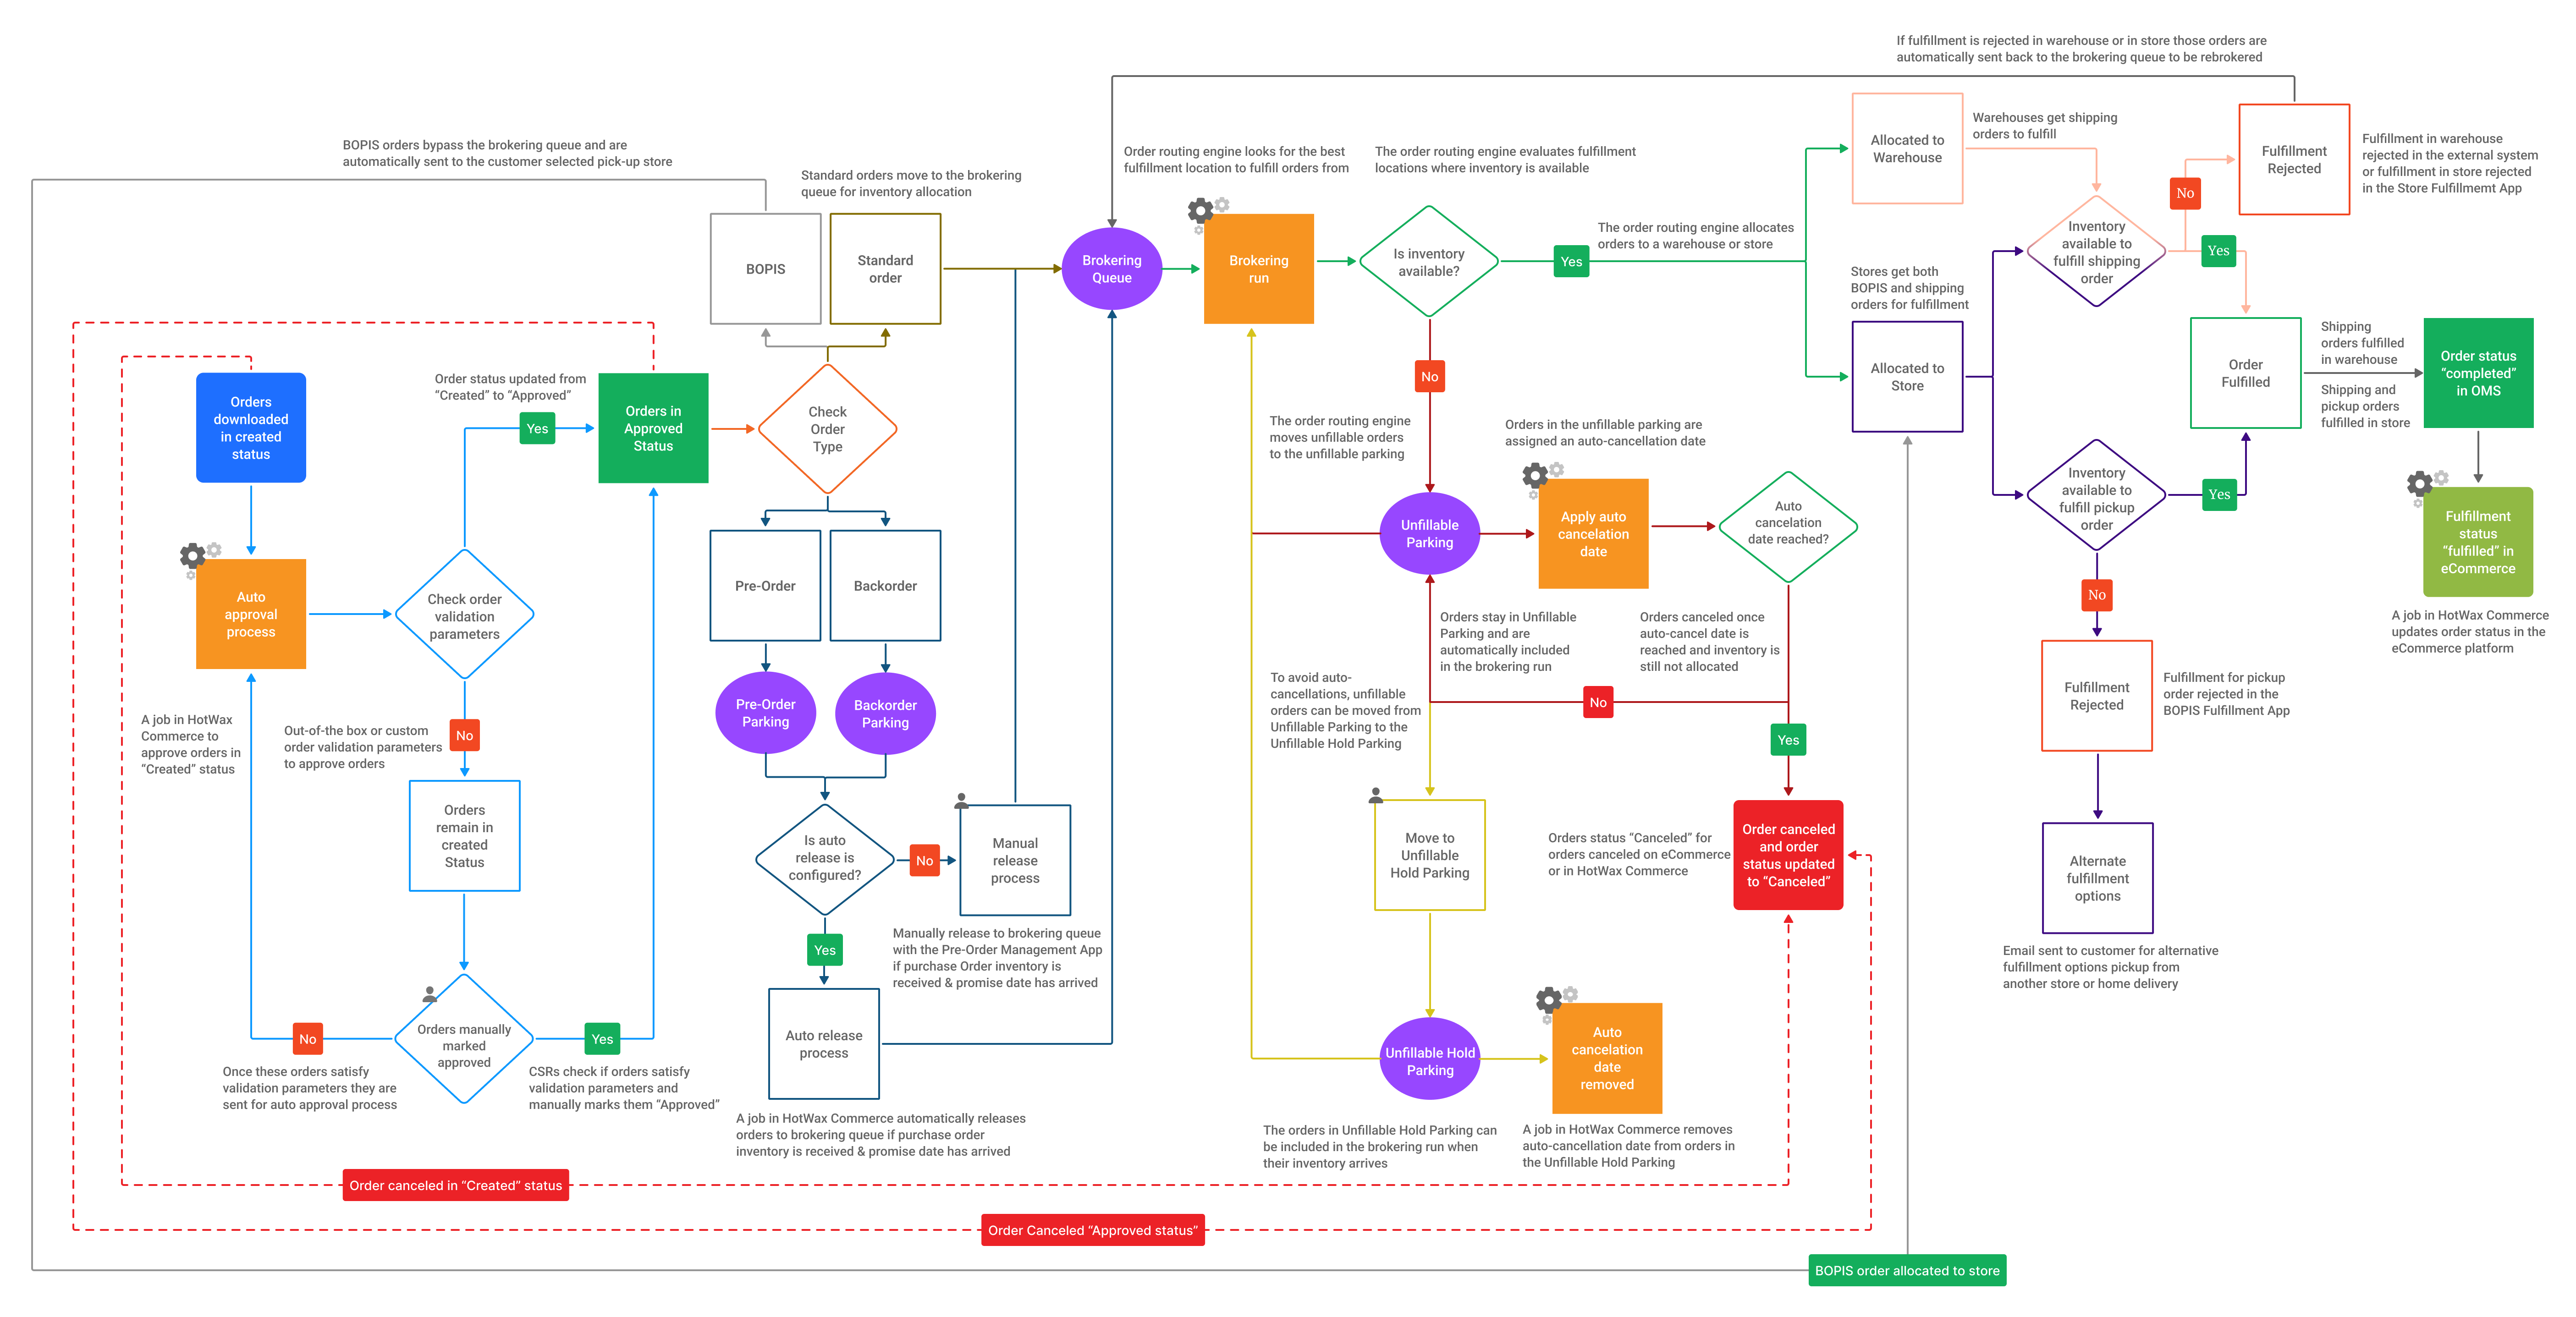 If fulfillment is rejected in warehouse or in store those orders are
automatically sent back to the brokering queue to be rebrokered
BOPIS orders bypass the brokering queue and are
automatically sent to the customer selected pick-up store
Standard orders move to the brokering
queue for inventory allocation
Order routing engine looks for the best
fulfillment location to fulfill orders from
The order routing engine evaluates fulfillment
locations where inventory is available
Allocated to
Warehouse
Warehouses get shipping
orders to fulfill
Fulfillment
Rejected
Fulfillment in warehouse
rejected in the external system
or fulfillment in store rejected
in the Store Fulfillmemt App
No
BOPIS
Standard
order
Brokering
Queue
Brokering
run
Is inventory
available?
Yes
The order routing engine allocates
orders to a warehouse or store
Inventory
available to
fulfill shipping
order
Yes
Stores get both
BOPIS and shipping
orders for fulfillment
Allocated to
Store
Order
Fulfilled
Shipping
orders fulfilled
in warehouse
Shipping and
pickup orders
fulfilled in store
Order status
“completed”
in OMS
Orders
downloaded
in created
status
Order status updated from
“Created” to “Approved”
Yes
Orders in
Approved
Status
Check
Order
Type
No
The order routing engine
moves unfillable orders
to the unfillable parking
Orders in the unfillable parking are
assigned an auto-cancellation date
Inventory
available to
fulfill pickup
order
Yes
Fulfillment
status
“fulfilled” in
eCommerce
A job in HotWax Commerce
updates order status in the
eCommerce platform
Unfillable
Parking
Apply auto
cancelation
date
Auto
cancelation
date reached?
Auto
approval
process
Check order
validation
parameters
Pre-Order
Backorder
No
Orders stay in Unfillable
Parking and are
automatically included
in the brokering run
Orders canceled once
auto-cancel date is
reached and inventory is
still not allocated
Fulfillment
Rejected
Fulfillment for pickup
order rejected in the
BOPIS Fulfillment App
A job in HotWax
Commerce to
approve orders in
“Created” status
Out-of-the box or custom
order validation parameters
to approve orders
No
Pre-Order
Parking
Backorder
Parking
To avoid auto-
cancellations, unfillable
orders can be moved from
Unfillable Parking to the
Unfillable Hold Parking
No
Yes
Orders
remain in
created
Status
Is auto
release is
configured?
No
Manual
release
process
Move to
Unfillable
Hold Parking
Orders status “Canceled” for
orders canceled on eCommerce
or in HotWax Commerce
Order canceled
and order
status updated
to “Canceled”
Alternate
fulfillment
options
Email sent to customer for alternative
fulfillment options pickup from
another store or home delivery
Yes
Manually release to brokering queue
with the Pre-Order Management App
if purchase Order inventory is
received & promise date has arrived
No
Orders manually
marked
approved
Yes
Auto release
process
Unfillable Hold
Parking
Auto
cancelation
date
removed
Once these orders satisfy
validation parameters they are
sent for auto approval process
CSRs check if orders satisfy
validation parameters and
manually marks them “Approved”
A job in HotWax Commerce automatically releases
orders to brokering queue if purchase order
inventory is received & promise date has arrived
The orders in Unfillable Hold Parking can
be included in the brokering run when
their inventory arrives
A job in HotWax Commerce removes
auto-cancellation date from orders in
the Unfillable Hold Parking
Order canceled in “Created” status
Order Canceled “Approved status”
BOPIS order allocated to store